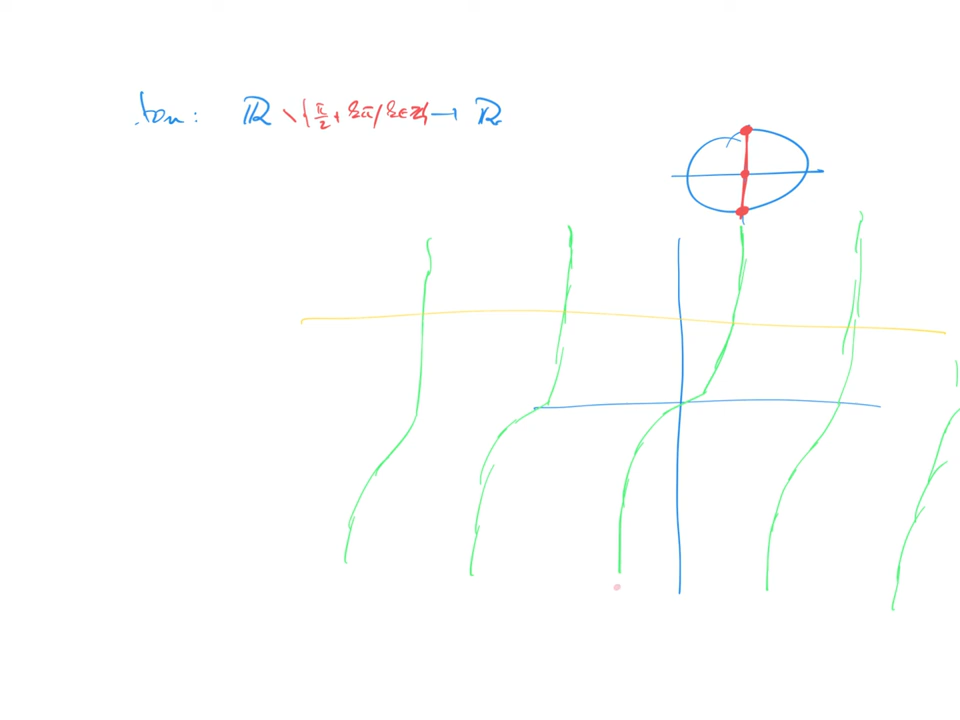 tan: ℝ \ { π/2 + kπ / k ∈ ℤ } → ℝ